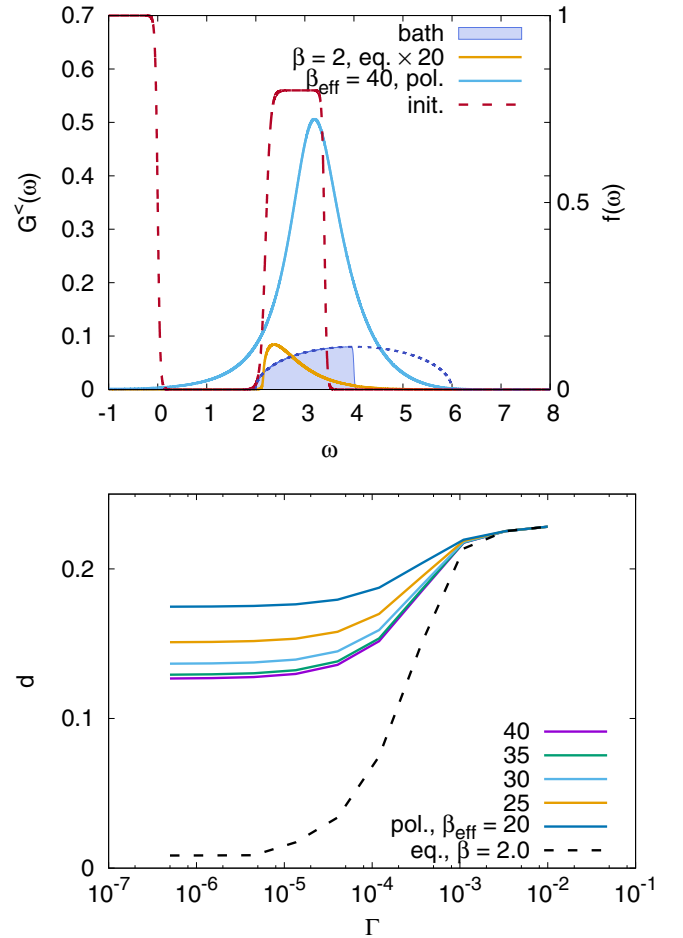 bath
β = 2, eq. × 20
β_eff = 40, pol.
init.
0.7
0.6
0.5
0.4
0.3
0.2
0.1
0
1
0.5
0
G^<(ω)
f(ω)
-1 0 1 2 3 4 5 6 7 8
ω
0.2
0.1
0
d
40
35
30
25
pol., β_eff = 20
eq., β = 2.0
10^-7 10^-6 10^-5 10^-4 10^-3 10^-2 10^-1
Γ